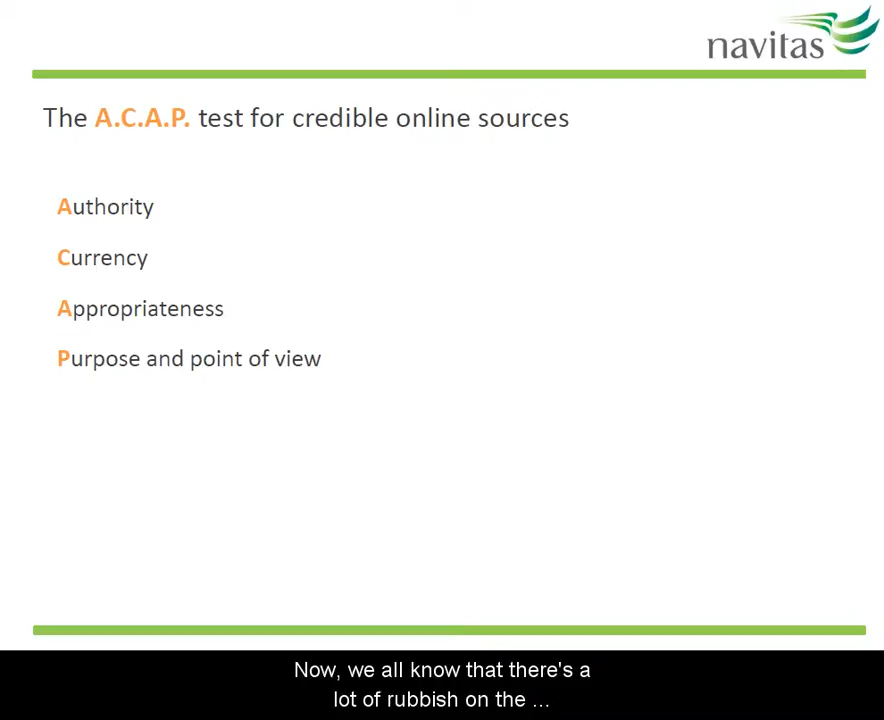 navitas
The A.C.A.P. test for credible online sources
Authority
Currency
Appropriateness
Purpose and point of view
Now, we all know that there's a
lot of rubbish on the ...